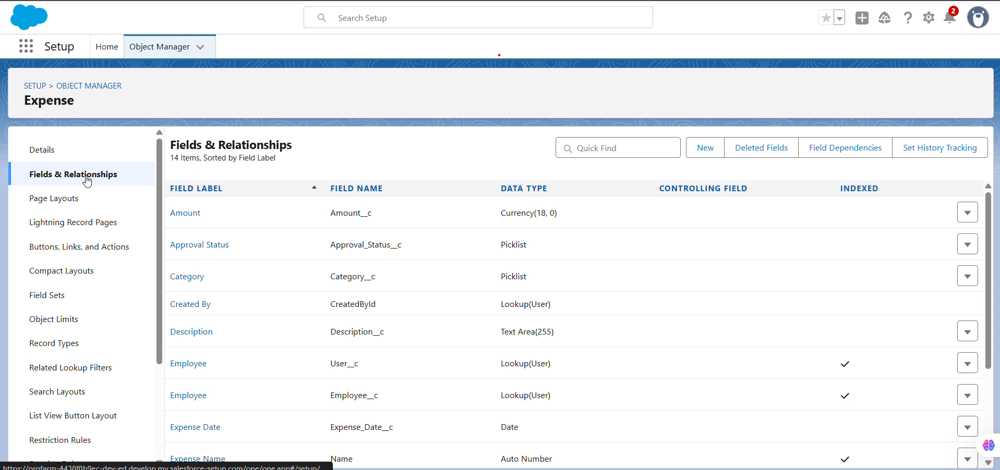 Search Setup
2
Setup
Home
Object Manager
SETUP > OBJECT MANAGER
Expense
Details
Fields & Relationships
Page Layouts
Lightning Record Pages
Buttons, Links, and Actions
Compact Layouts
Field Sets
Object Limits
Record Types
Related Lookup Filters
Search Layouts
List View Button Layout
Restriction Rules
Fields & Relationships
14 Items, Sorted by Field Label
Quick Find
New
Deleted Fields
Field Dependencies
Set History Tracking
FIELD LABEL FIELD NAME DATA TYPE CONTROLLING FIELD INDEXED
Amount Amount__c Currency(18, 0)
Approval Status Approval_Status__c Picklist
Category Category__c Picklist
Created By CreatedById Lookup(User)
Description Description__c Text Area(255)
Employee User__c Lookup(User)
Employee Employee__c Lookup(User)
Expense Date Expense_Date__c Date
Expense Name Name Auto Number
https://orgfarm-4438f8b9ec-dev-ed.develop.my.salesforce-setup.com/one/one.app#/setup/...